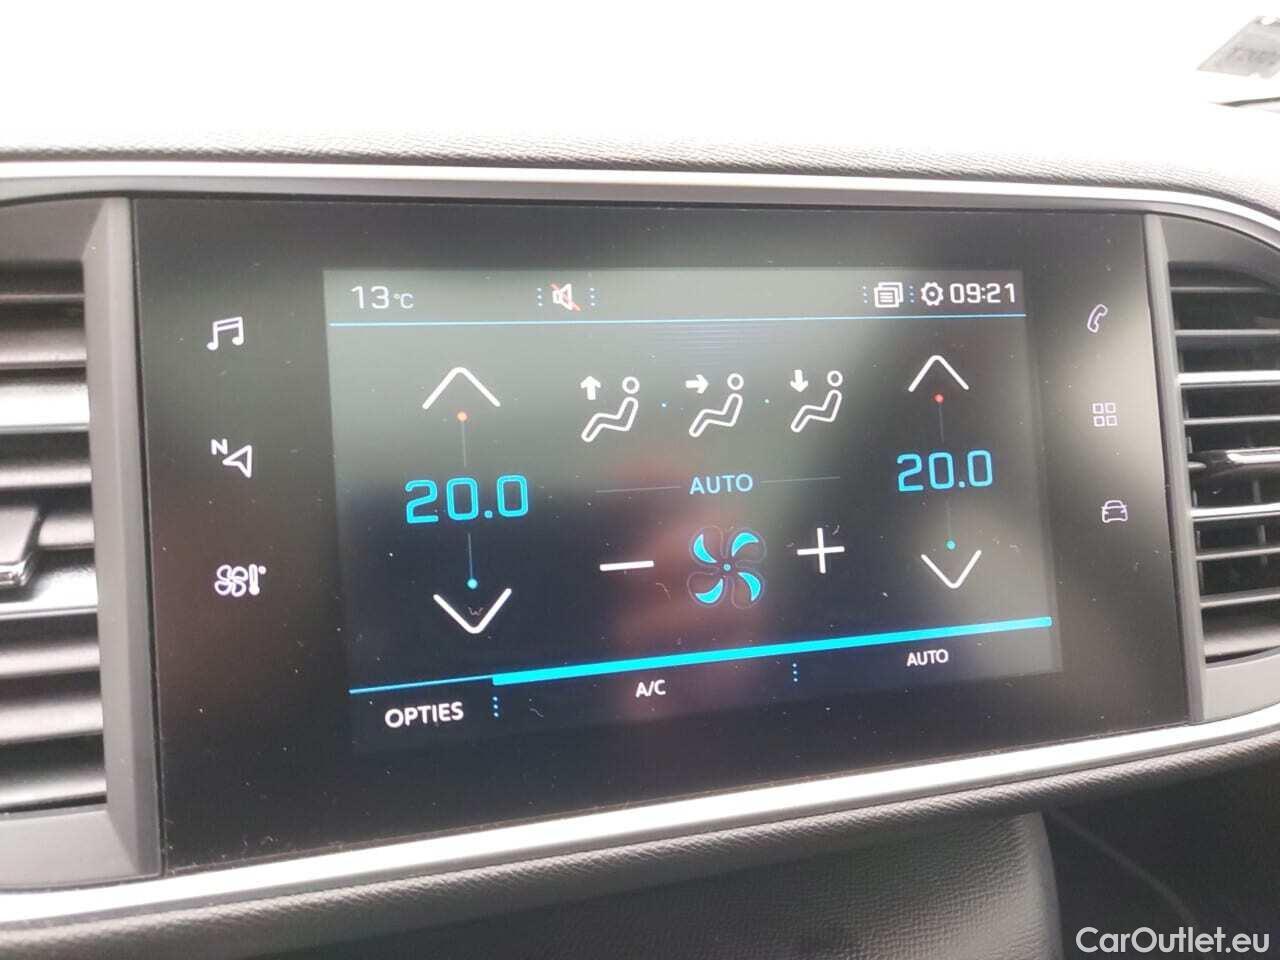 13°C
09:21
N
20.0
20.0
AUTO
OPTIES
A/C
AUTO
CarOutlet.eu